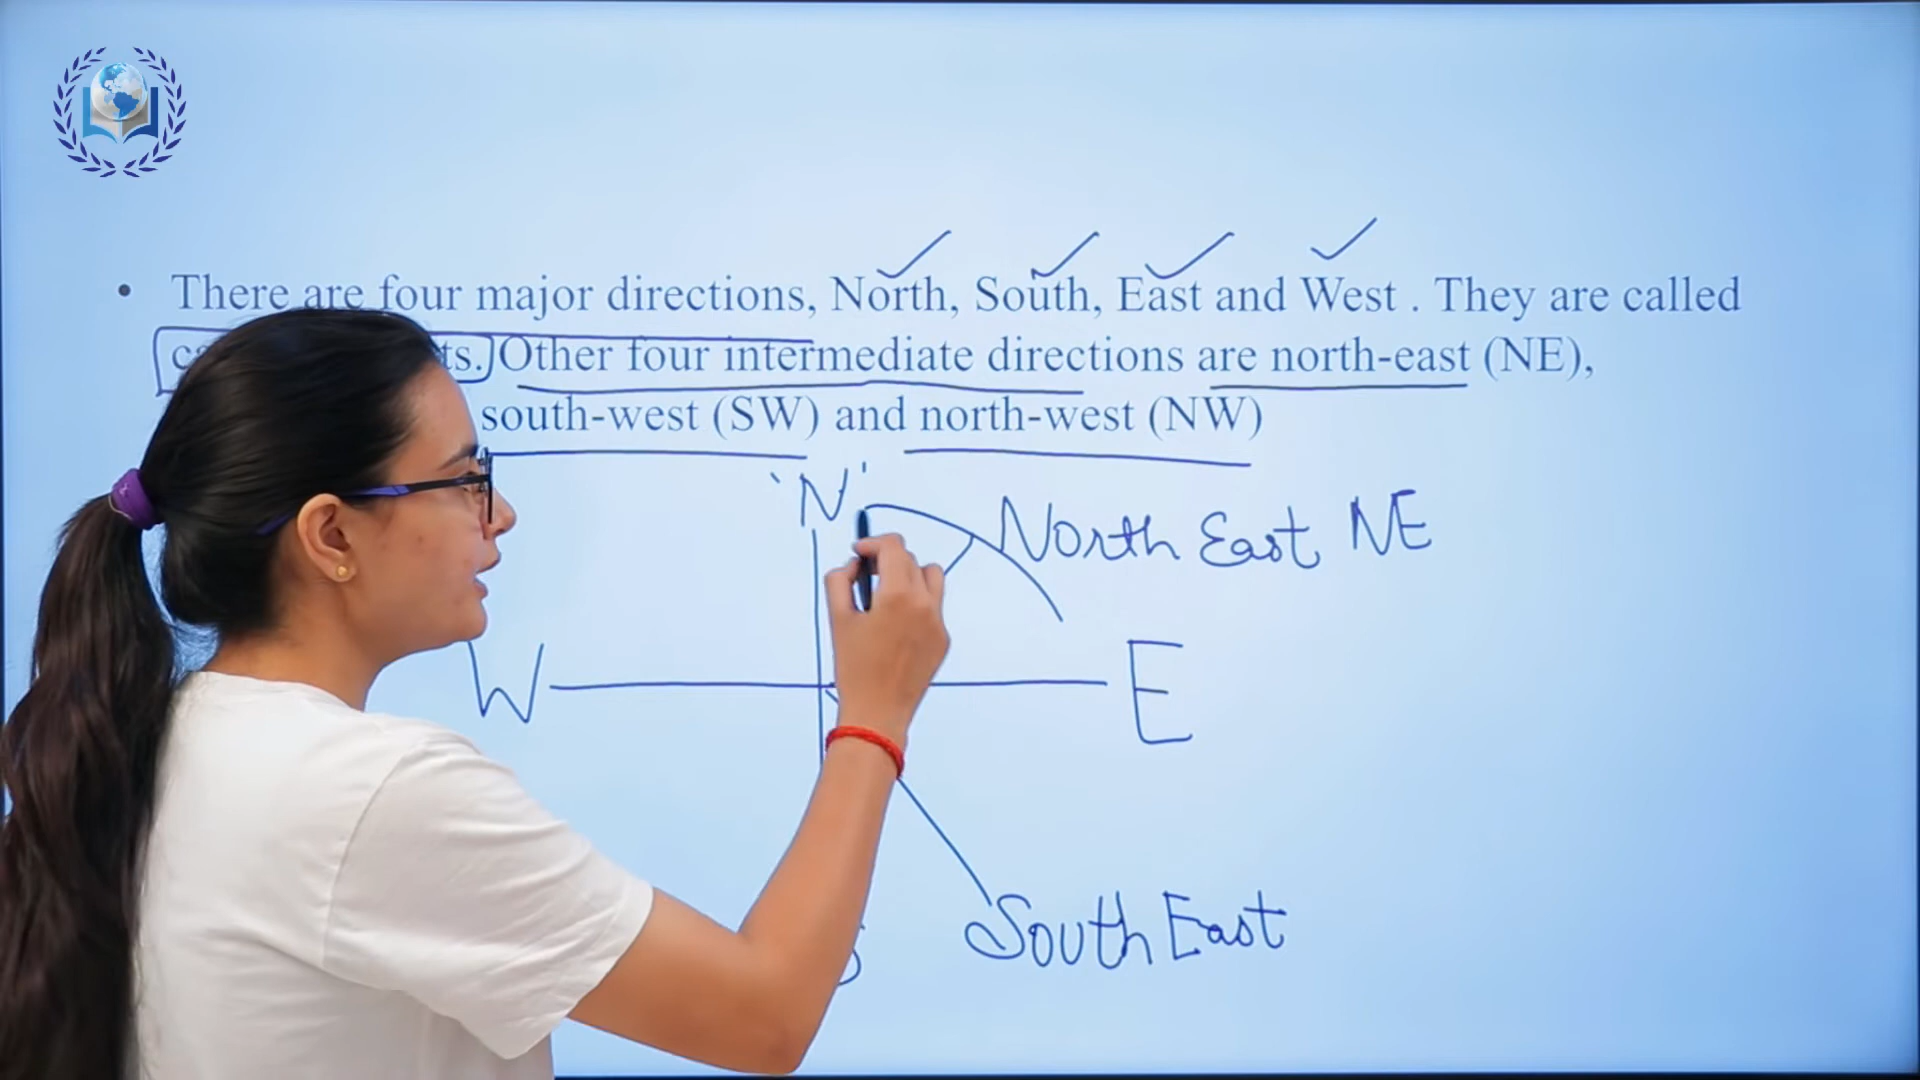 • There are four major directions, North, South, East and West . They are called
ts. Other four intermediate directions are north-east (NE),
south-west (SW) and north-west (NW)
'N'
North East NE
W E
South East
S